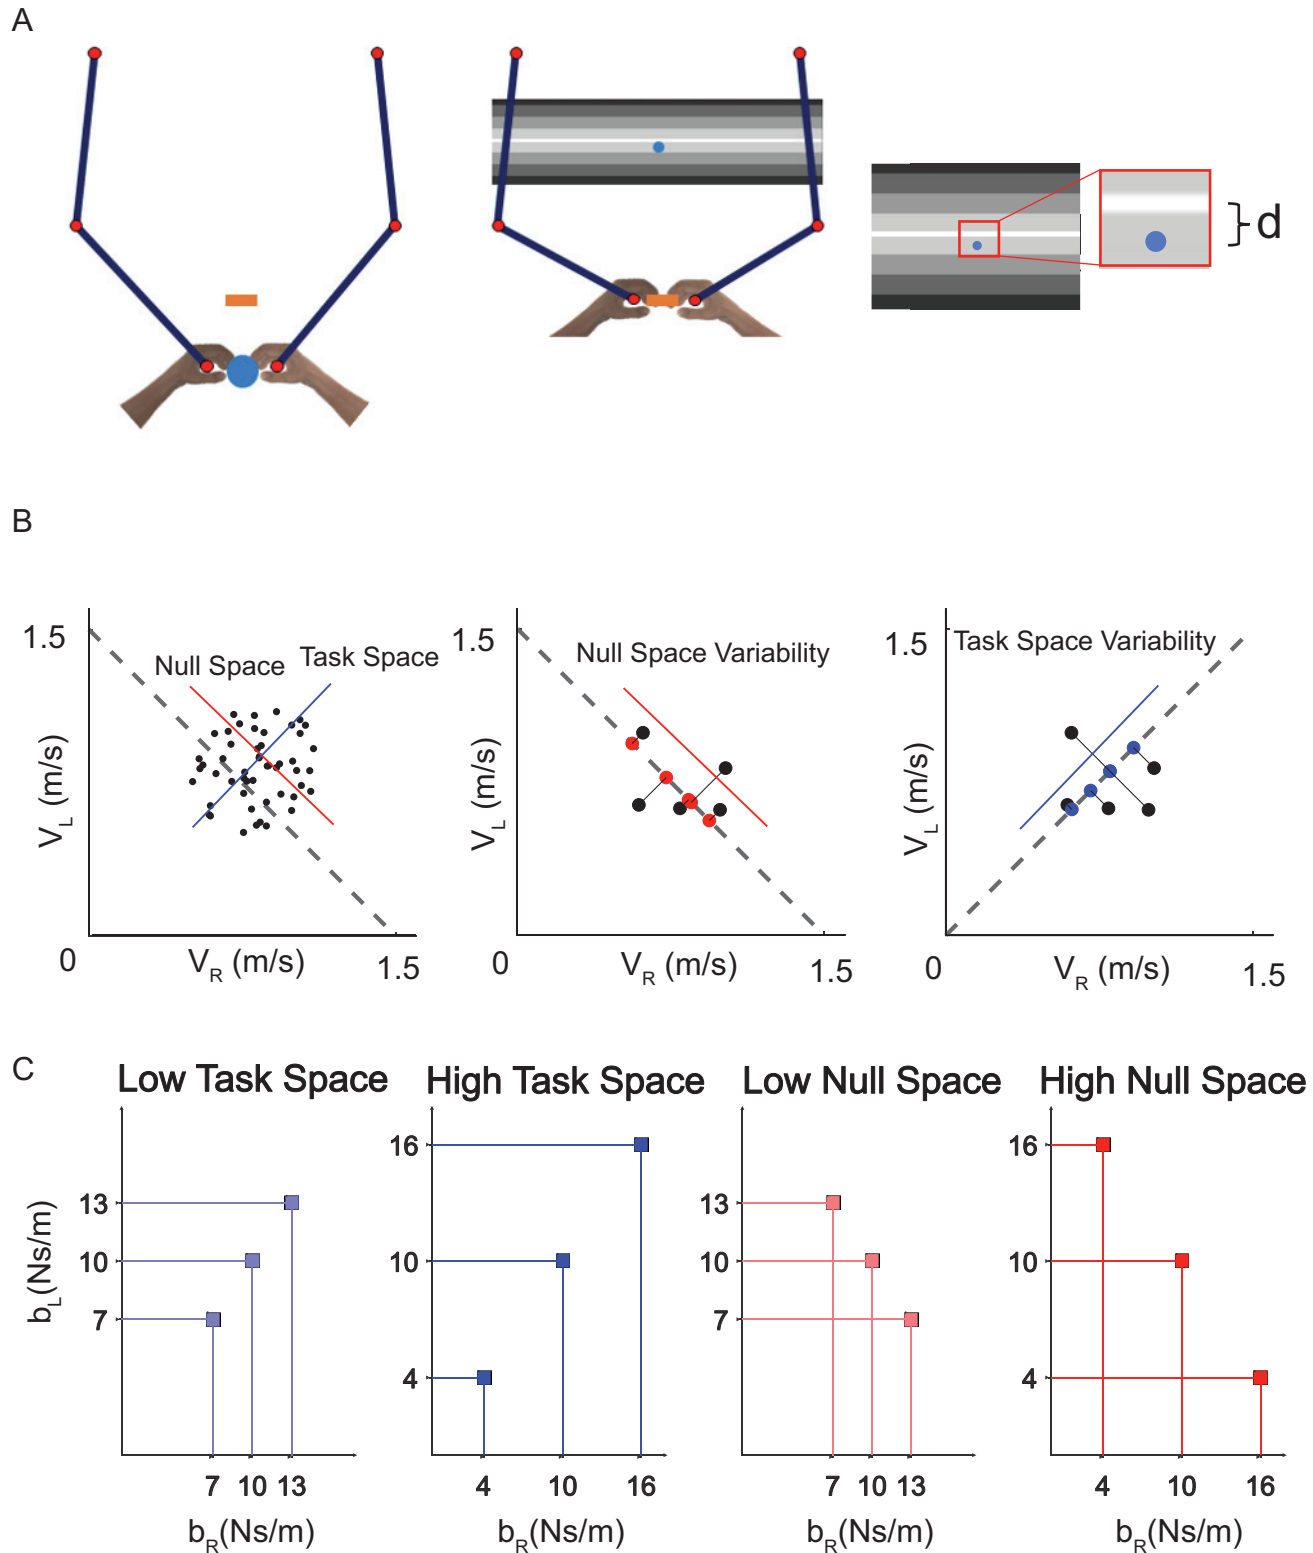 A
d
B
1.5
Null Space
Task Space
V_L (m/s)
0
V_R (m/s)
1.5
1.5
Null Space Variability
V_L (m/s)
0
V_R (m/s)
1.5
1.5
Task Space Variability
V_L (m/s)
0
V_R (m/s)
1.5
C
Low Task Space
13
10
7
b_L(Ns/m)
7 10 13
b_R(Ns/m)
High Task Space
16
10
4
4 10 16
b_R(Ns/m)
Low Null Space
13
10
7
7 10 13
b_R(Ns/m)
High Null Space
16
10
4
4 10 16
b_R(Ns/m)